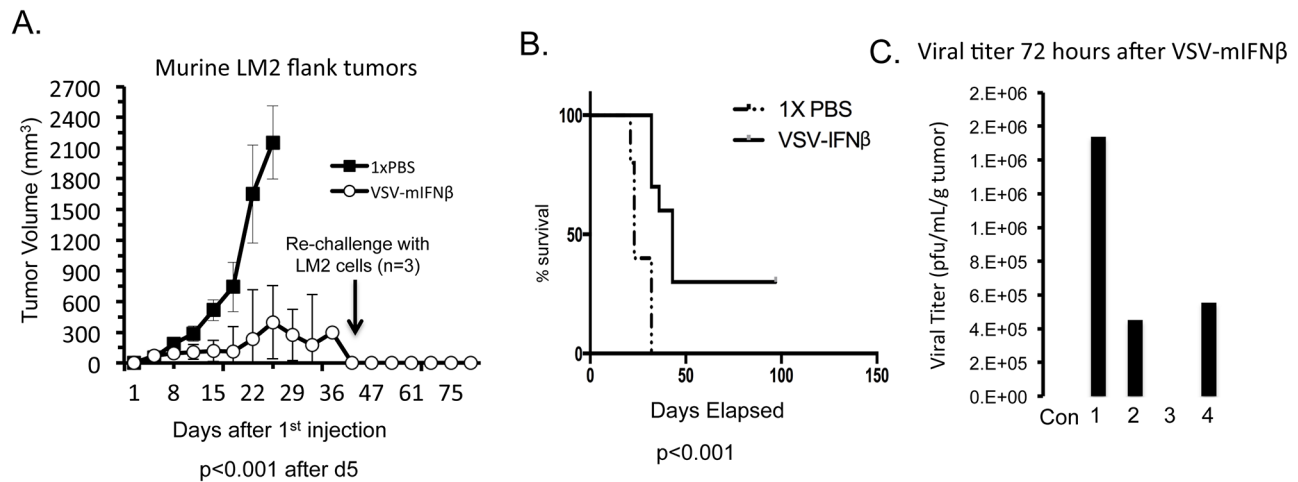 A.
Murine LM2 flank tumors
2700
2400
2100
1800
1500
1200
900
600
300
0
Tumor Volume (mm³)
1xPBS
VSV-mIFNβ
Re-challenge with
LM2 cells (n=3)
1 8 15 22 29 36 47 61 75
Days after 1st injection
p<0.001 after d5
B.
1X PBS
VSV-IFNβ
100
50
0
% survival
0 50 100 150
Days Elapsed
p<0.001
C. Viral titer 72 hours after VSV-mIFNβ
2.E+06
2.E+06
1.E+06
1.E+06
1.E+06
8.E+05
6.E+05
4.E+05
2.E+05
0.E+00
Viral Titer (pfu/mL/g tumor)
Con 1 2 3 4